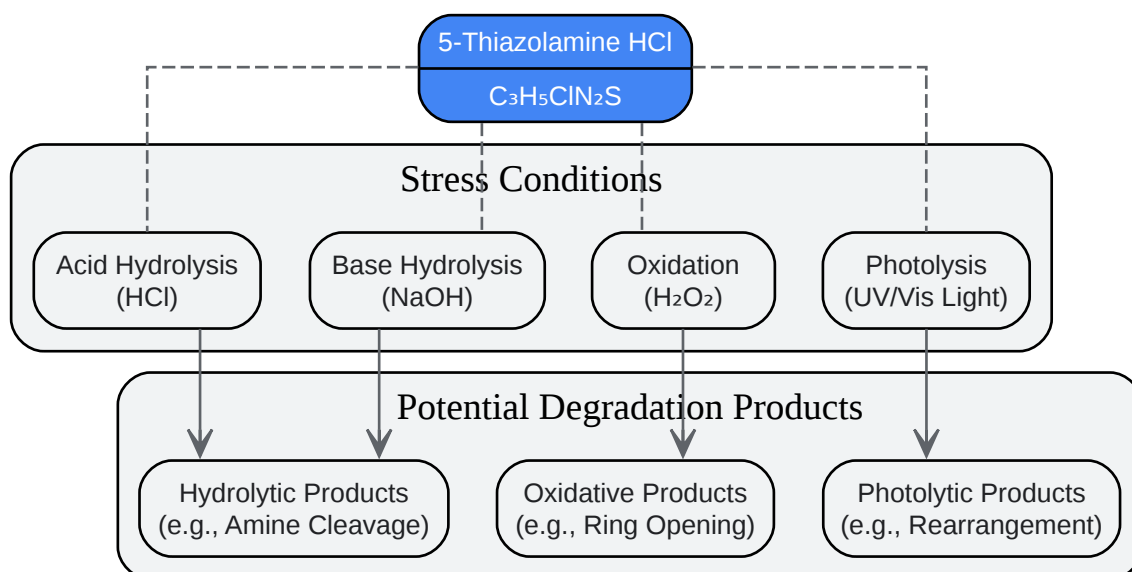 5-Thiazolamine HCl
C₃H₅ClN₂S
Stress Conditions
Acid Hydrolysis
(HCl)
Base Hydrolysis
(NaOH)
Oxidation
(H₂O₂)
Photolysis
(UV/Vis Light)
Potential Degradation Products
Hydrolytic Products
(e.g., Amine Cleavage)
Oxidative Products
(e.g., Ring Opening)
Photolytic Products
(e.g., Rearrangement)